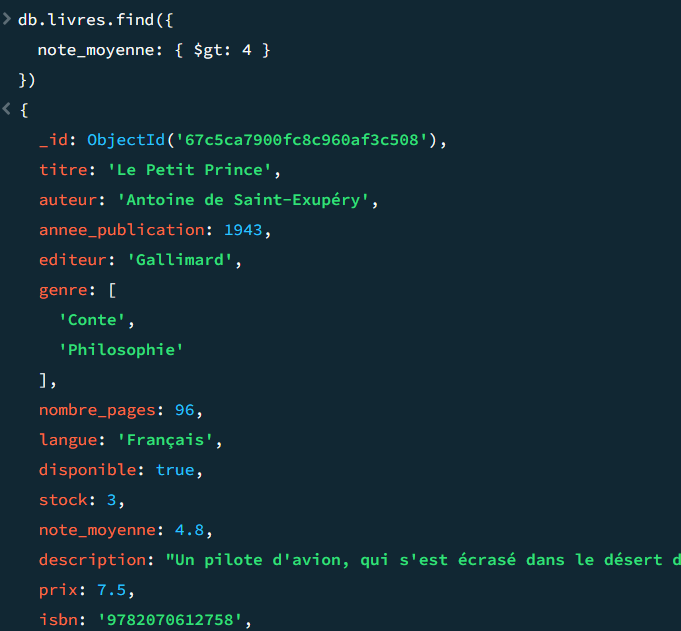 db.livres.find({
note_moyenne: { $gt: 4 }
})
{
_id: ObjectId('67c5ca7900fc8c960af3c508'),
titre: 'Le Petit Prince',
auteur: 'Antoine de Saint-Exupéry',
annee_publication: 1943,
editeur: 'Gallimard',
genre: [
'Conte',
'Philosophie'
],
nombre_pages: 96,
langue: 'Français',
disponible: true,
stock: 3,
note_moyenne: 4.8,
description: "Un pilote d'avion, qui s'est écrasé dans le désert d
prix: 7.5,
isbn: '9782070612758',